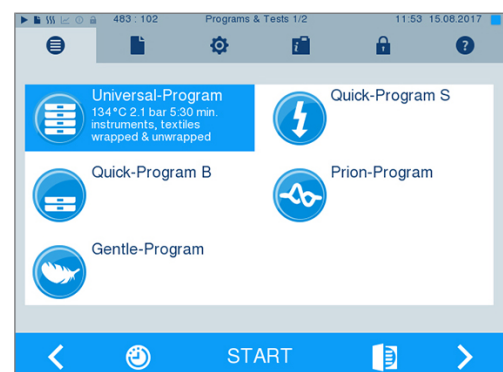 483 : 102 Programs & Tests 1/2 11:53 15.08.2017
Universal-Program
134°C 2.1 bar 5:30 min.
instruments, textiles
wrapped & unwrapped
Quick-Program S
Quick-Program B
Prion-Program
Gentle-Program
START